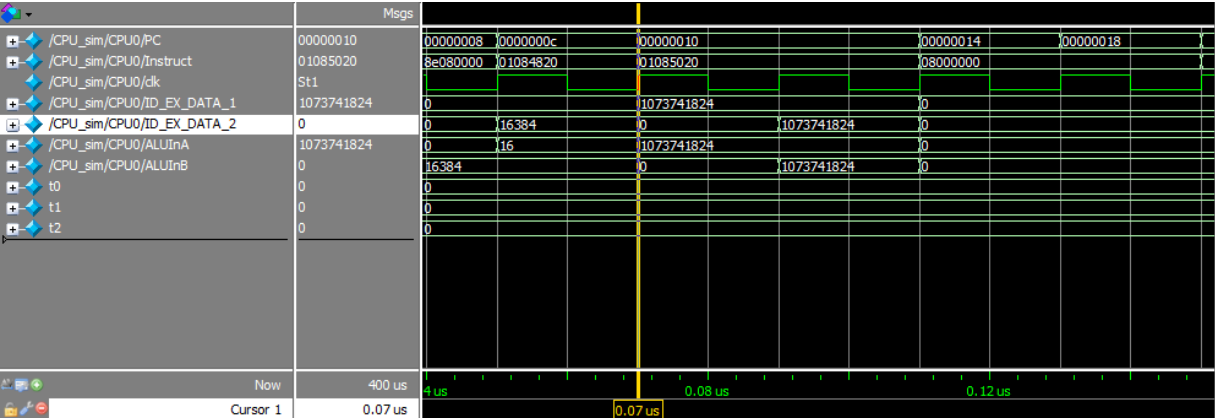 Msgs
/CPU_sim/CPU0/PC 00000010 00000008 0000000c 00000010 00000014 00000018
/CPU_sim/CPU0/Instruct 01085020 8e080000 01084820 01085020 08000000
/CPU_sim/CPU0/clk St1
/CPU_sim/CPU0/ID_EX_DATA_1 1073741824 0 1073741824 0
/CPU_sim/CPU0/ID_EX_DATA_2 0 0 16384 0 1073741824 0
/CPU_sim/CPU0/ALUInA 1073741824 0 16 1073741824 0
/CPU_sim/CPU0/ALUInB 0 16384 0 1073741824 0
t0 0 0
t1 0 0
t2 0 0
Now 400 us 4 us 0.08 us 0.12 us
Cursor 1 0.07 us 0.07 us